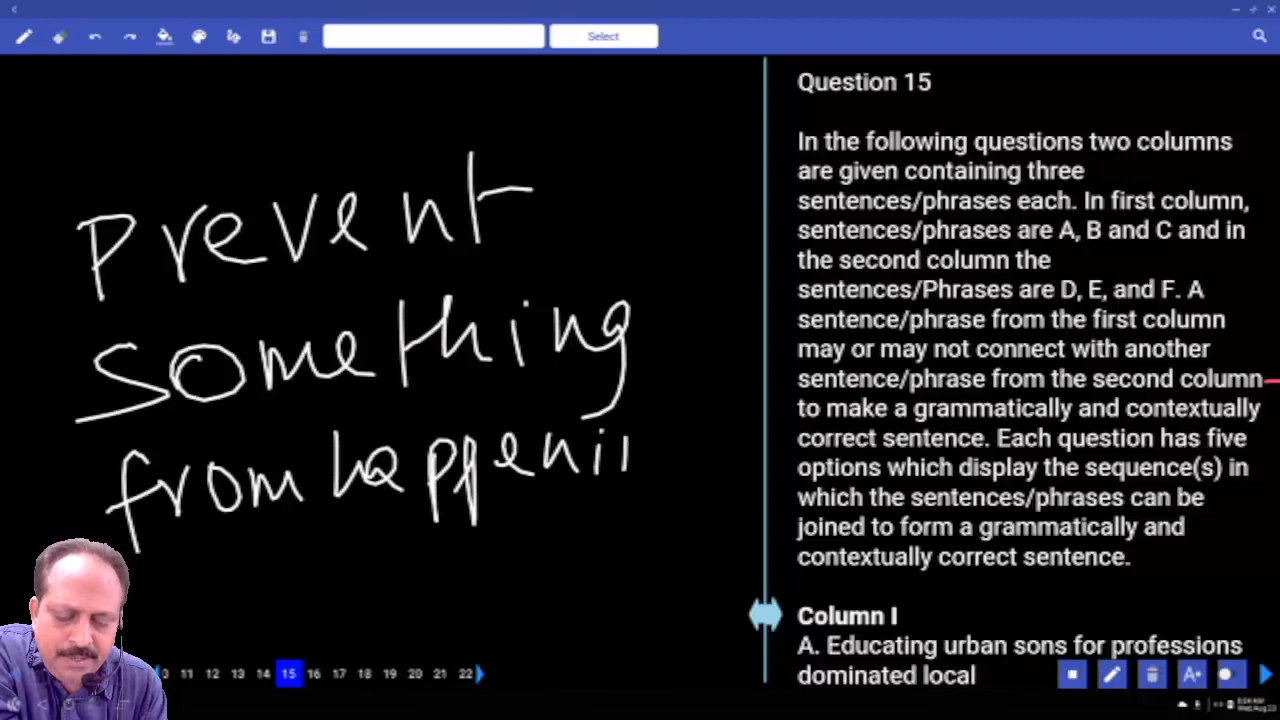 Select
Question 15
In the following questions two columns
are given containing three
sentences/phrases each. In first column,
sentences/phrases are A, B and C and in
the second column the
sentences/Phrases are D, E, and F. A
sentence/phrase from the first column
may or may not connect with another
sentence/phrase from the second column
to make a grammatically and contextually
correct sentence. Each question has five
options which display the sequence(s) in
which the sentences/phrases can be
joined to form a grammatically and
contextually correct sentence.
Column I
A. Educating urban sons for professions
dominated local
Prevent
something
from happenii
11 12 13 14 15 16 17 18 19 20 21 22
A+